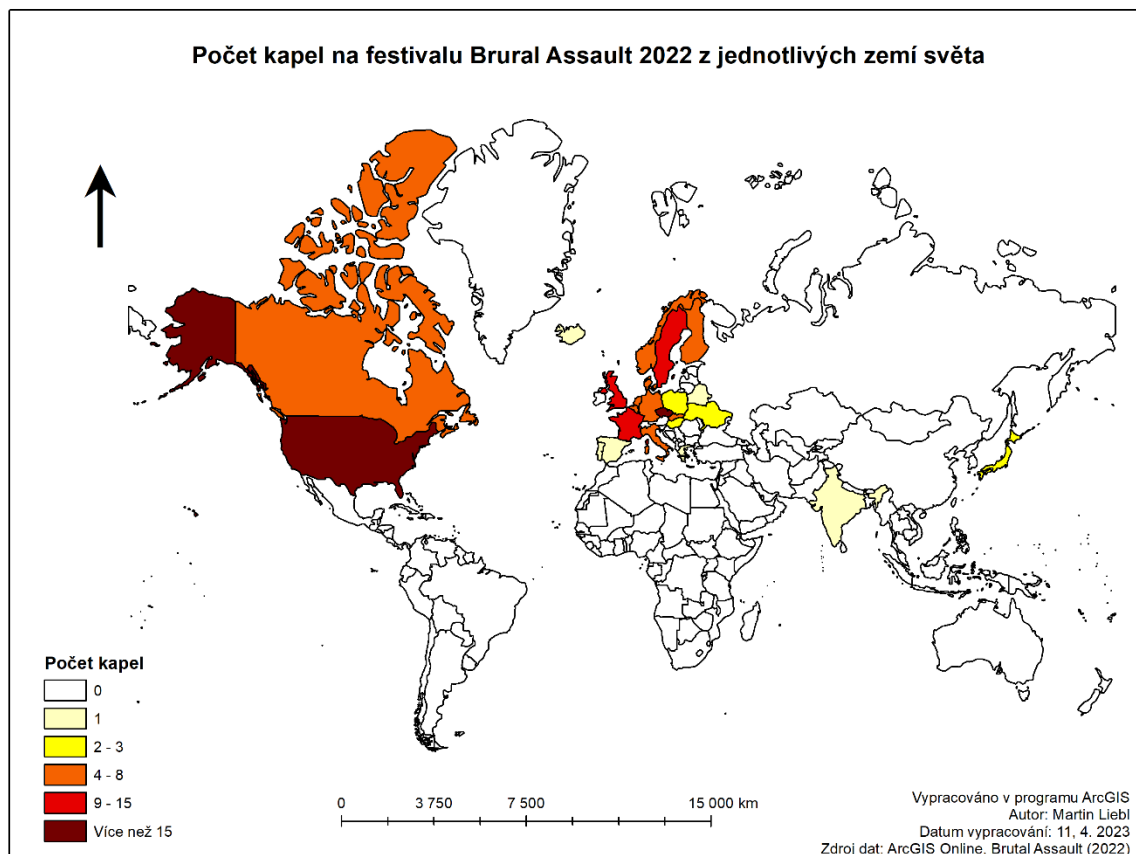 Počet kapel na festivalu Brural Assault 2022 z jednotlivých zemí světa
Počet kapel
0
1
2 - 3
4 - 8
9 - 15
Více než 15
0 3 750 7 500 15 000 km
Vypracováno v programu ArcGIS
Autor: Martin Liebl
Datum vypracování: 11, 4. 2023
Zdroj dat: ArcGIS Online, Brutal Assault (2022)